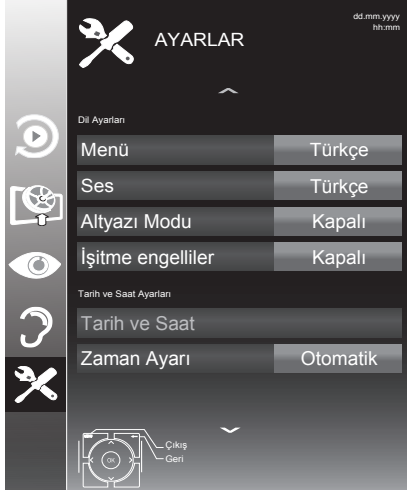 AYARLAR
dd.mm.yyyy
hh:mm
Dil Ayarları
Menü Türkçe
Ses Türkçe
Altyazı Modu Kapalı
İşitme engelliler Kapalı
Tarih ve Saat Ayarları
Tarih ve Saat
Zaman Ayarı Otomatik
Çıkış
OK
Geri